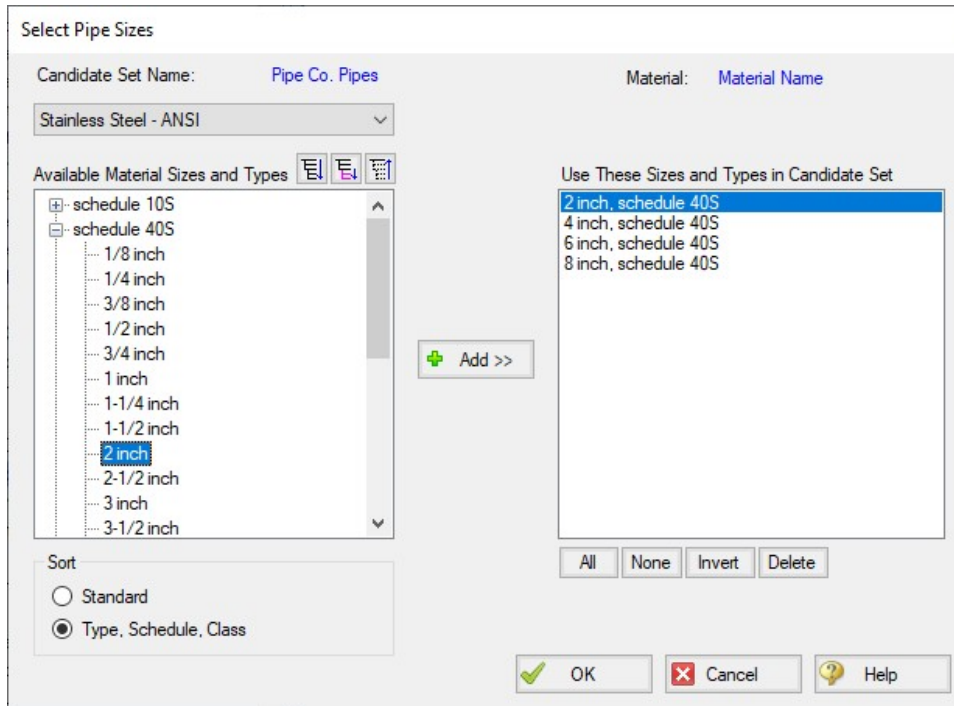 Select Pipe Sizes
Candidate Set Name: Pipe Co. Pipes
Material: Material Name
Stainless Steel - ANSI
Available Material Sizes and Types
schedule 10S
schedule 40S
1/8 inch
1/4 inch
3/8 inch
1/2 inch
3/4 inch
1 inch
1-1/4 inch
1-1/2 inch
2 inch
2-1/2 inch
3 inch
3-1/2 inch
Add >>
Use These Sizes and Types in Candidate Set
2 inch, schedule 40S
4 inch, schedule 40S
6 inch, schedule 40S
8 inch, schedule 40S
All None Invert Delete
Sort
Standard
Type, Schedule, Class
OK Cancel Help